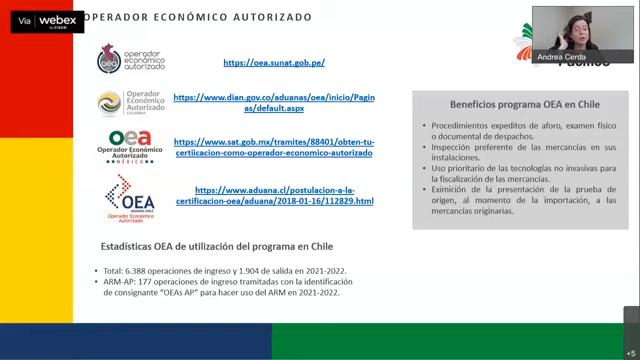 Via webex
by CISCO
OPERADOR ECONÓMICO AUTORIZADO
Andrea Cerda
oea
operador
económico
autorizado
https://oea.sunat.gob.pe/
Operador
Económico
Autorizado
COLOMBIA
https://www.dian.gov.co/aduanas/oea/inicio/Pagin
as/default.aspx
oea
Operador Económico
Autorizado
MÉXICO
https://www.sat.gob.mx/tramites/88401/obten-tu-
certiicacion-como-operador-economico-autorizado
OEA
ADUANAS CHILE
Operador Económico
Autorizado
https://www.aduana.cl/postulacion-a-la-
certificacion-oea/aduana/2018-01-16/112829.html
Beneficios programa OEA en Chile
• Procedimientos expeditos de aforo, examen físico
o documental de despachos.
• Inspección preferente de las mercancías en sus
instalaciones.
• Uso prioritario de las tecnologías no invasivas para
la fiscalización de las mercancías.
• Eximición de la presentación de la prueba de
origen, al momento de la importación, a las
mercancías originarias.
Estadísticas OEA de utilización del programa en Chile
• Total: 6.388 operaciones de ingreso y 1.904 de salida en 2021-2022.
• ARM-AP: 177 operaciones de ingreso tramitadas con la identificación
de consignante “OEAs AP” para hacer uso del ARM en 2021-2022.
+5